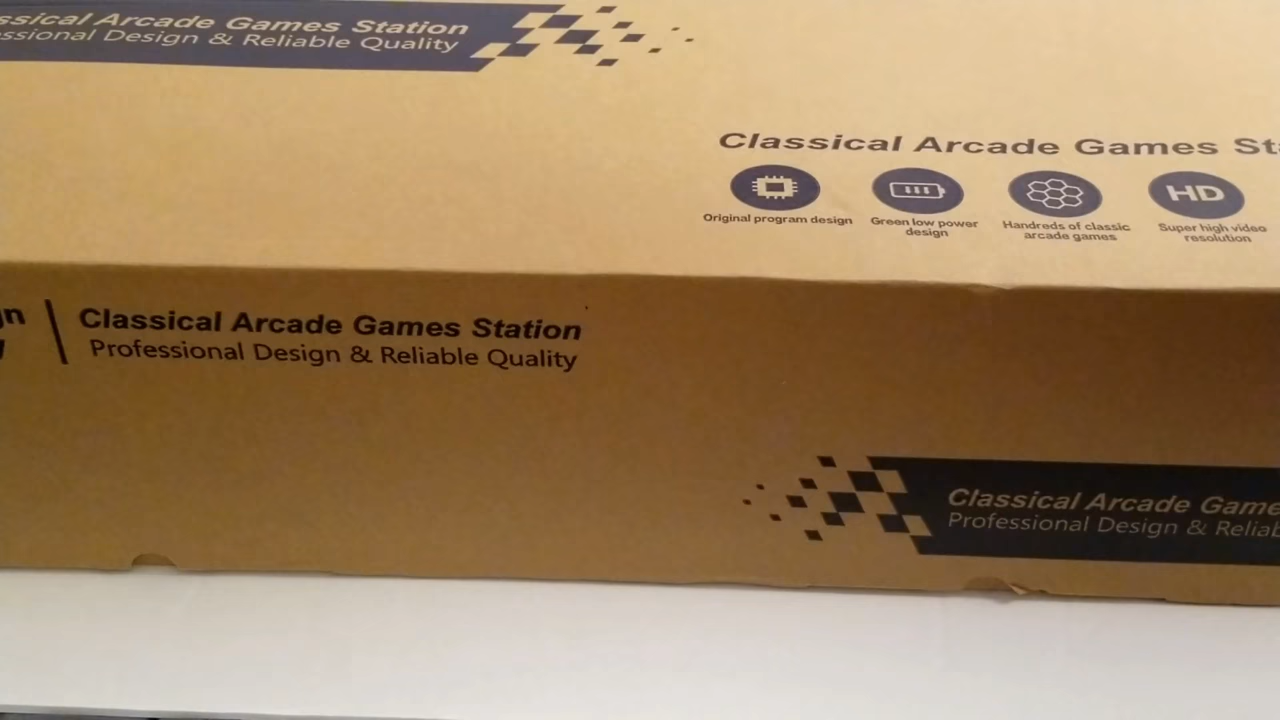 ssical Arcade Games Station
essional Design & Reliable Quality
Classical Arcade Games St
Original program design
Green low power
design
Handreds of classic
arcade games
HD
Super high video
resolution
Classical Arcade Games Station
Professional Design & Reliable Quality
Classical Arcade Game
Professional Design & Reliab